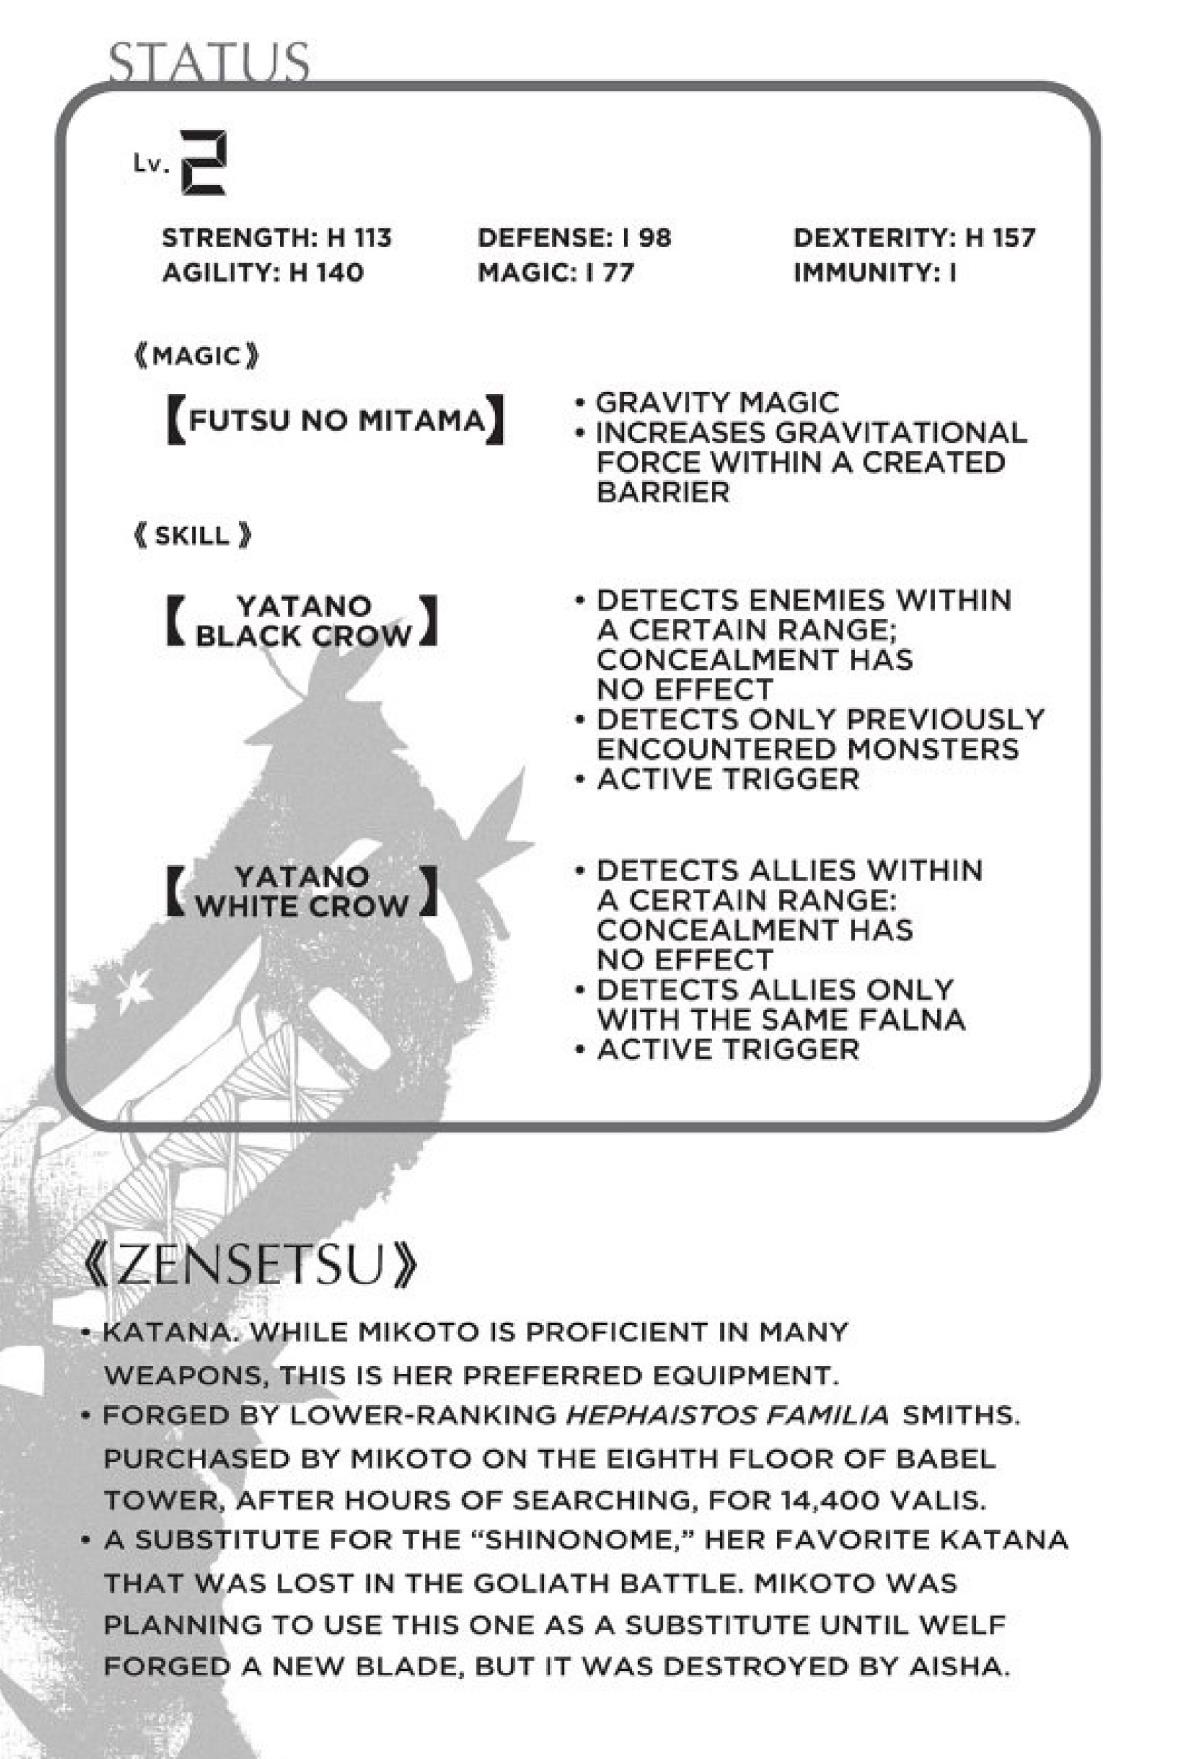 STATUS
Lv. 2
STRENGTH: H 113 DEFENSE: I 98 DEXTERITY: H 157
AGILITY: H 140 MAGIC: I 77 IMMUNITY: I
《MAGIC》
【FUTSU NO MITAMA】
• GRAVITY MAGIC
• INCREASES GRAVITATIONAL
FORCE WITHIN A CREATED
BARRIER
《SKILL》
【YATANO
BLACK CROW】
• DETECTS ENEMIES WITHIN
A CERTAIN RANGE;
CONCEALMENT HAS
NO EFFECT
• DETECTS ONLY PREVIOUSLY
ENCOUNTERED MONSTERS
• ACTIVE TRIGGER
【YATANO
WHITE CROW】
• DETECTS ALLIES WITHIN
A CERTAIN RANGE:
CONCEALMENT HAS
NO EFFECT
• DETECTS ALLIES ONLY
WITH THE SAME FALNA
• ACTIVE TRIGGER
《ZENSETSU》
• KATANA. WHILE MIKOTO IS PROFICIENT IN MANY
WEAPONS, THIS IS HER PREFERRED EQUIPMENT.
• FORGED BY LOWER-RANKING HEPHAISTOS FAMILIA SMITHS.
PURCHASED BY MIKOTO ON THE EIGHTH FLOOR OF BABEL
TOWER, AFTER HOURS OF SEARCHING, FOR 14,400 VALIS.
• A SUBSTITUTE FOR THE “SHINONOME,” HER FAVORITE KATANA
THAT WAS LOST IN THE GOLIATH BATTLE. MIKOTO WAS
PLANNING TO USE THIS ONE AS A SUBSTITUTE UNTIL WELF
FORGED A NEW BLADE, BUT IT WAS DESTROYED BY AISHA.